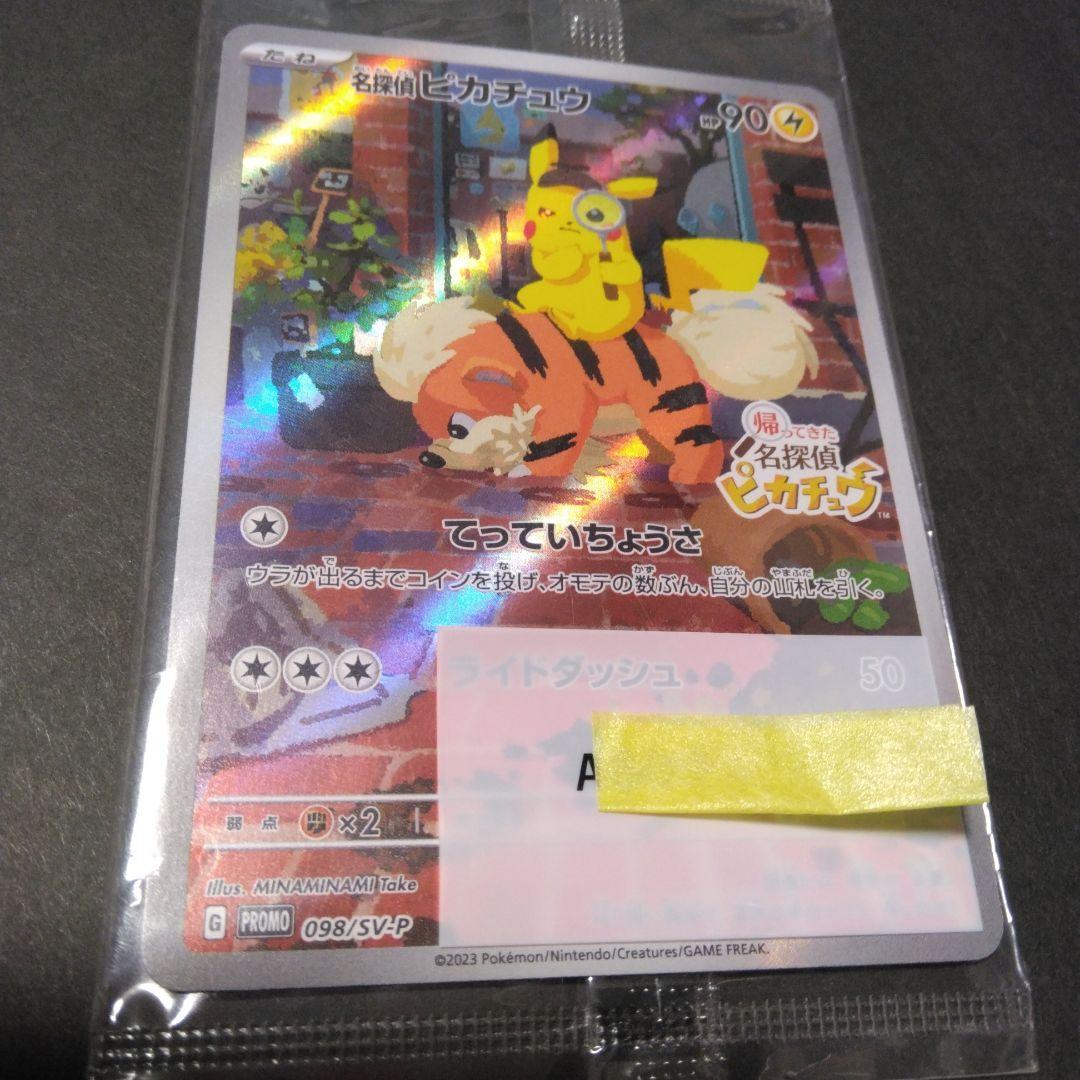 たね
名探偵ピカチュウ
HP90
帰ってきた
名探偵
ピカチュウ
TM
てっていちょうさ
ウラが出るまでコインを投げ、オモテの数ぶん、自分の山札を引く。
ライドダッシュ 50
A
弱点 ×2
Illus. MINAMINAMI Take
G PROMO 098/SV-P
©2023 Pokémon/Nintendo/Creatures/GAME FREAK.